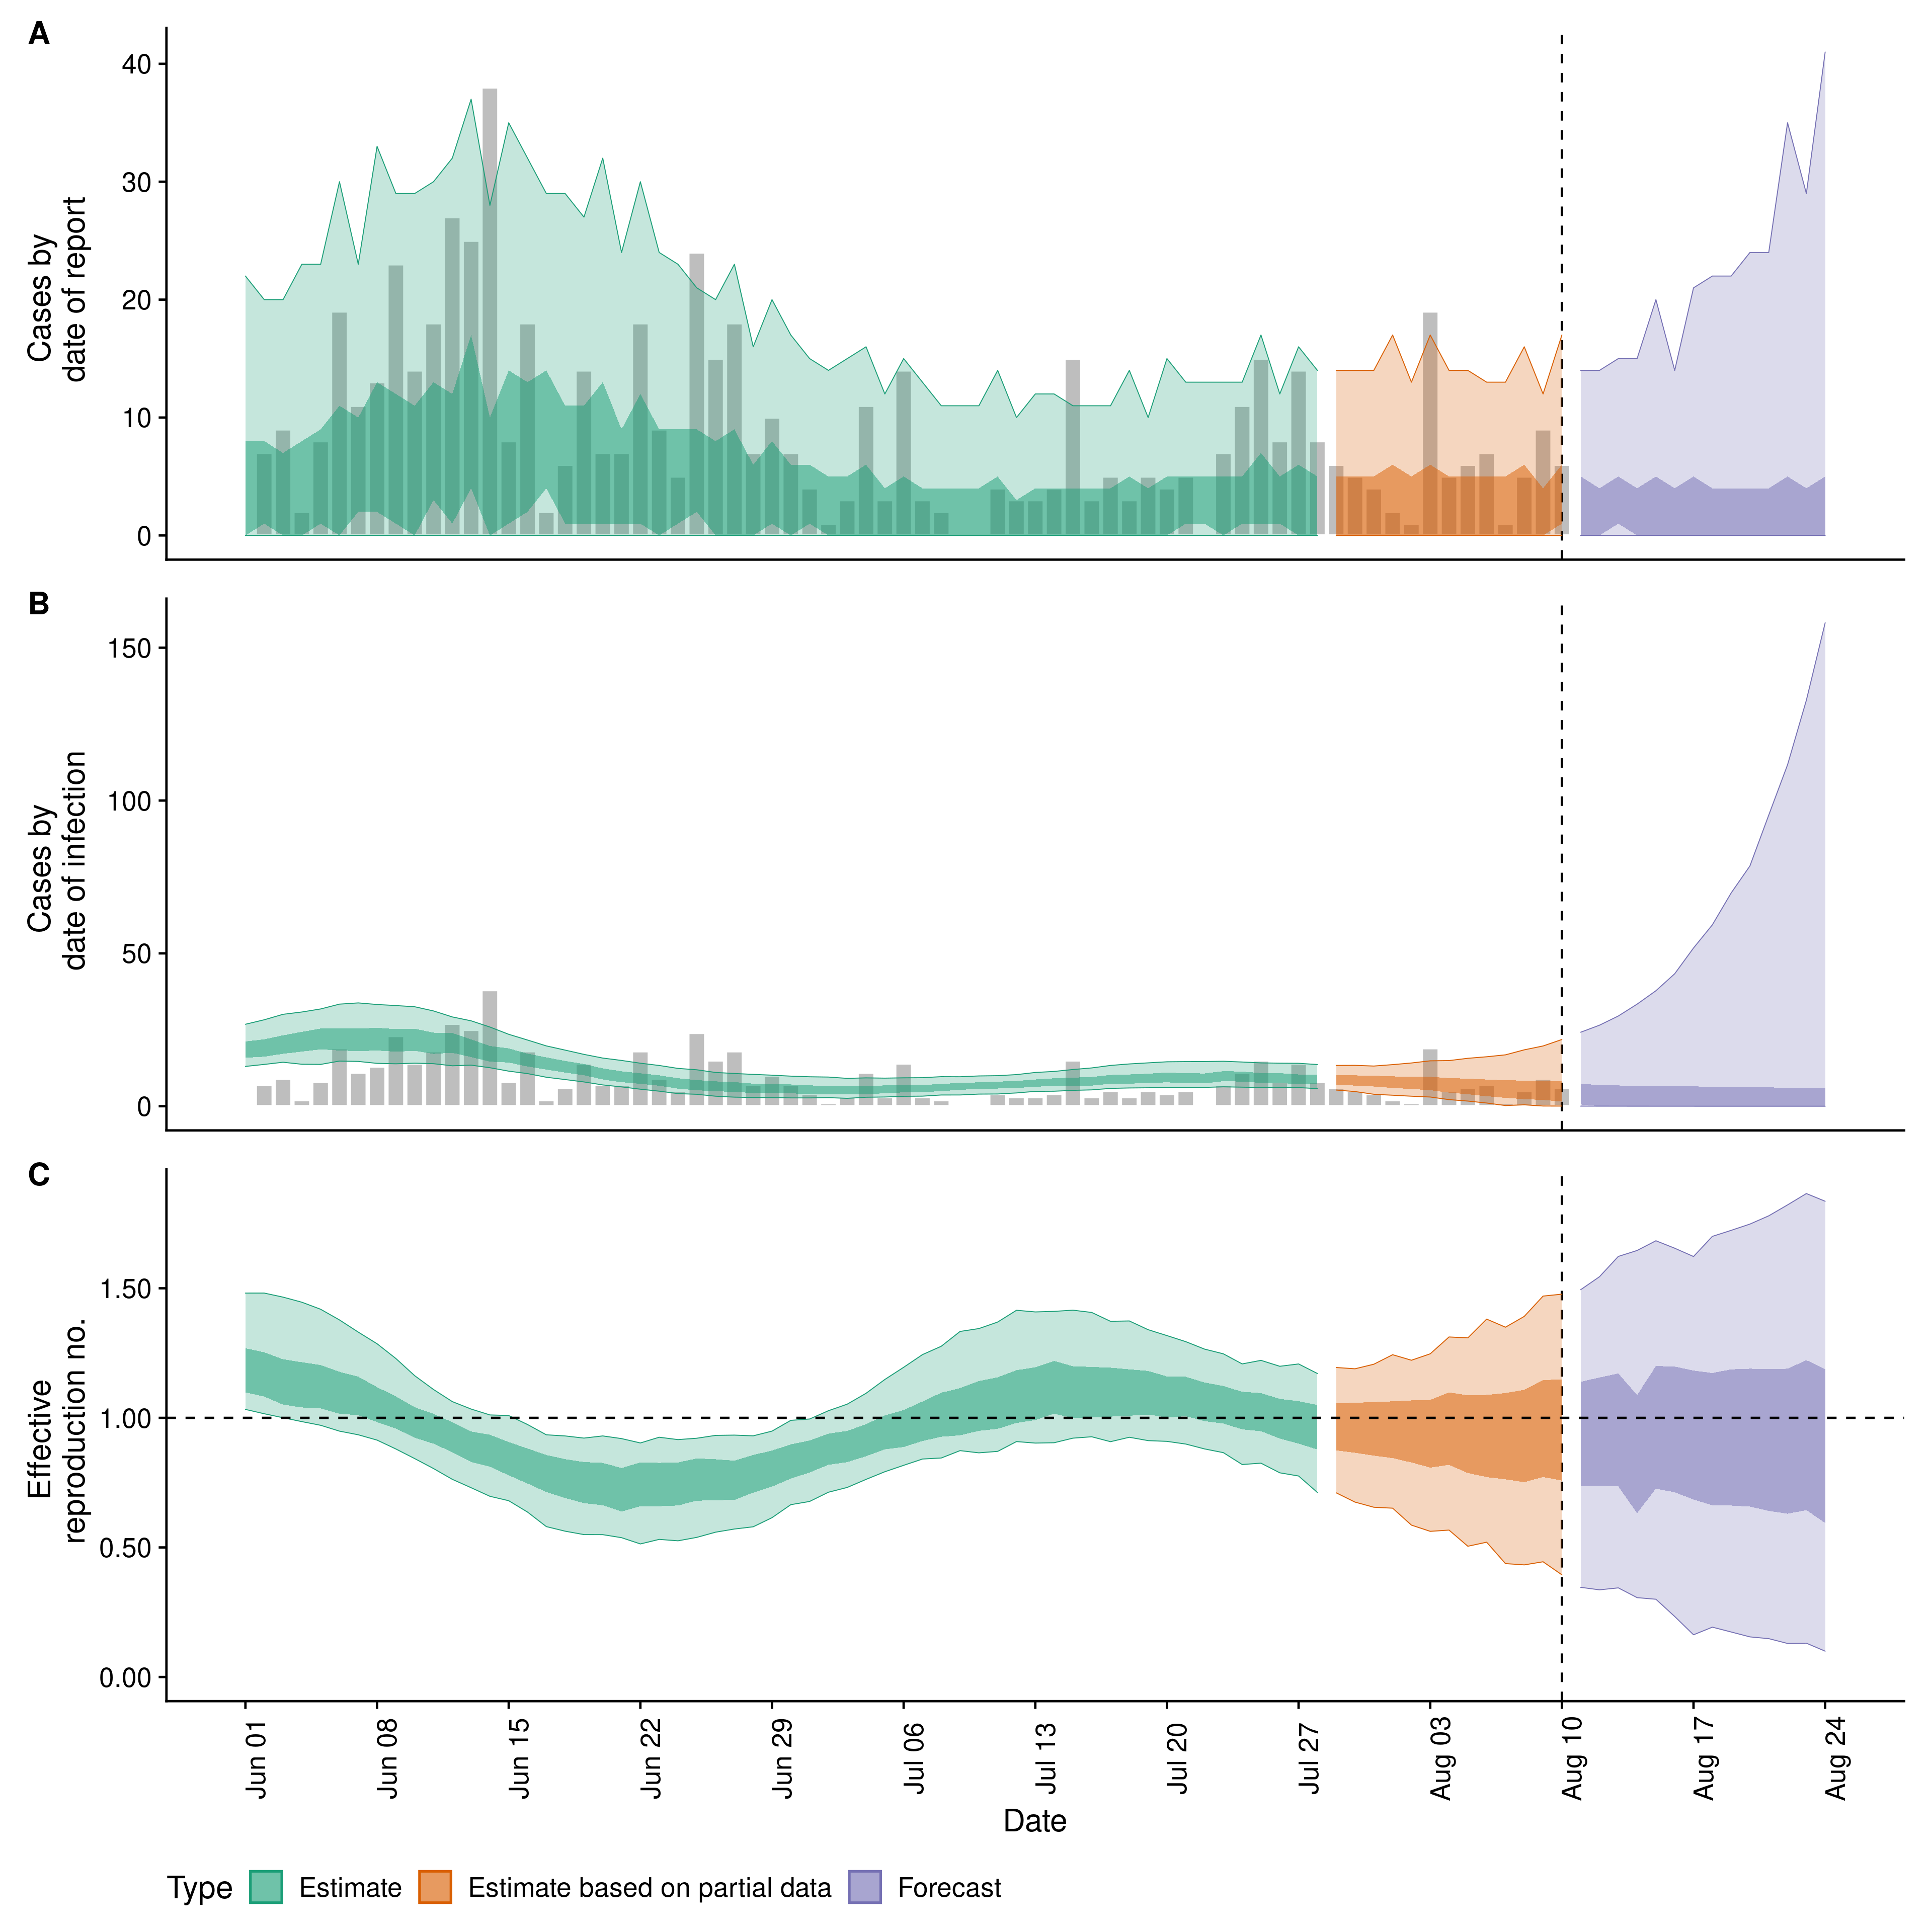 A
Cases by
date of report
40
30
20
10
0
B
Cases by
date of infection
150
100
50
0
C
Effective
reproduction no.
1.50
1.00
0.50
0.00
Jun 01
Jun 08
Jun 15
Jun 22
Jun 29
Jul 06
Jul 13
Jul 20
Jul 27
Aug 03
Aug 10
Aug 17
Aug 24
Date
Type Estimate Estimate based on partial data Forecast